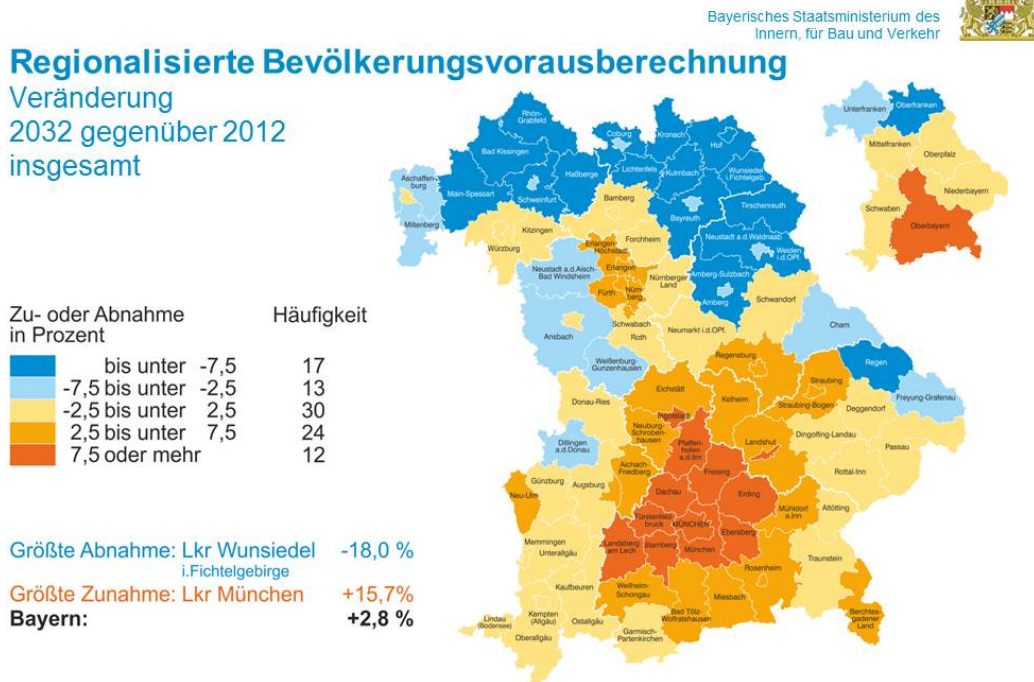 Bayerisches Staatsministerium des
Innern, für Bau und Verkehr
Regionalisierte Bevölkerungsvorausberechnung
Veränderung
2032 gegenüber 2012
insgesamt
Unterfranken
Oberfranken
Mittelfranken
Oberpfalz
Niederbayern
Schwaben
Oberbayern
Rhön-
Grabfeld
Bad Kissingen
Coburg
Kronach
Hof
Lichtenfels
Kulmbach
Wunsiedel
i.Fichtelgeb.
Haßberge
Aschaffen-
burg
Main-Spessart
Schweinfurt
Bamberg
Bayreuth
Tirschenreuth
Miltenberg
Kitzingen
Würzburg
Forchheim
Neustadt a.d.Waldnaab
Weiden
i.d.OPf.
Erlangen-
Höchstadt
Erlangen
Neustadt a.d.Aisch-
Bad Windsheim
Fürth
Nürn-
berg
Nürnberger
Land
Amberg-Sulzbach
Amberg
Schwandorf
Ansbach
Schwabach
Roth
Neumarkt i.d.OPf.
Cham
Weißenburg-
Gunzenhausen
Regensburg
Regen
Eichstätt
Straubing
Freyung-Grafenau
Donau-Ries
Kelheim
Straubing-Bogen
Deggendorf
Ingolstadt
Neuburg-
Schroben-
hausen
Pfaffen-
hofen
a.d.Ilm
Landshut
Dingolfing-Landau
Passau
Dillingen
a.d.Donau
Aichach-
Friedberg
Freising
Rottal-Inn
Günzburg
Augsburg
Neu-Ulm
Dachau
Erding
Mühldorf
a.Inn
Altötting
Fürstenfeld-
bruck
MÜNCHEN
Ebersberg
Landsberg
am Lech
Starnberg
München
Memmingen
Unterallgäu
Traunstein
Rosenheim
Kaufbeuren
Weilheim-
Schongau
Miesbach
Bad Tölz-
Wolfratshausen
Berchtes-
gadener
Land
Lindau
(Bodensee)
Kempten
(Allgäu)
Ostallgäu
Oberallgäu
Garmisch-
Partenkirchen
Zu- oder Abnahme Häufigkeit
in Prozent
bis unter -7,5 17
-7,5 bis unter -2,5 13
-2,5 bis unter 2,5 30
2,5 bis unter 7,5 24
7,5 oder mehr 12
Größte Abnahme: Lkr Wunsiedel -18,0 %
i.Fichtelgebirge
Größte Zunahme: Lkr München +15,7%
Bayern: +2,8 %